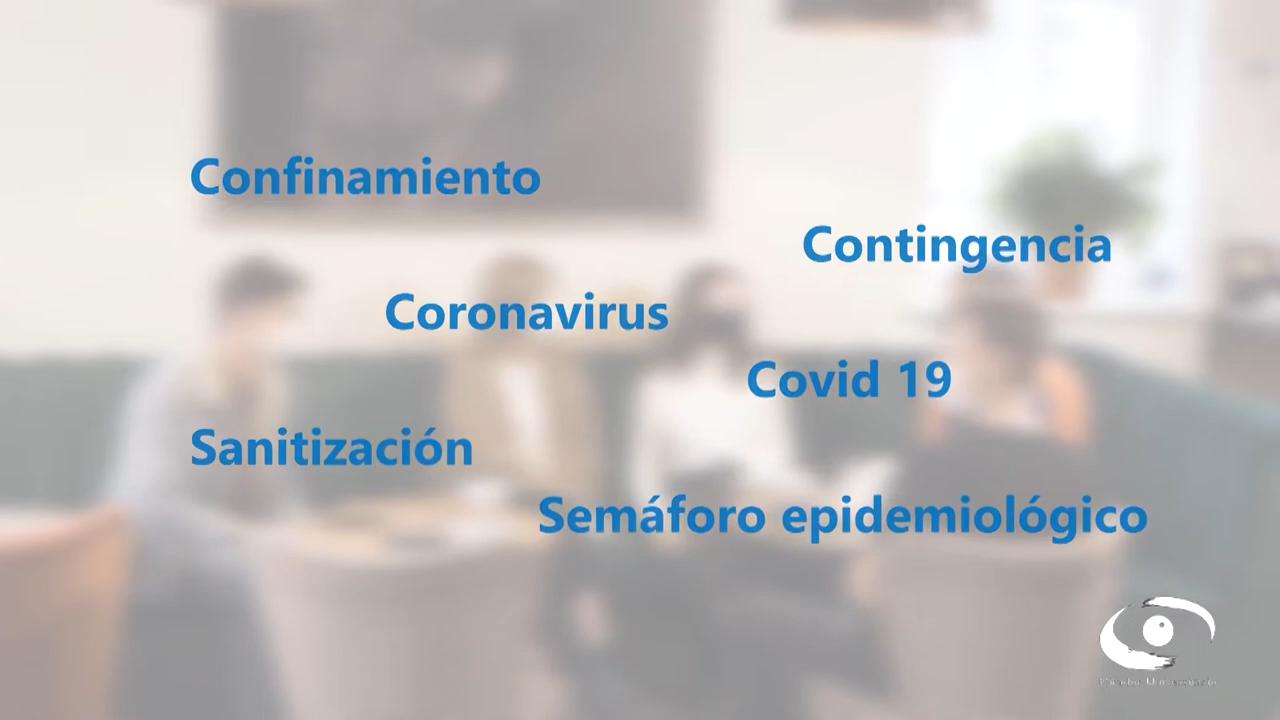 Confinamiento
Contingencia
Coronavirus
Covid 19
Sanitización
Semáforo epidemiológico